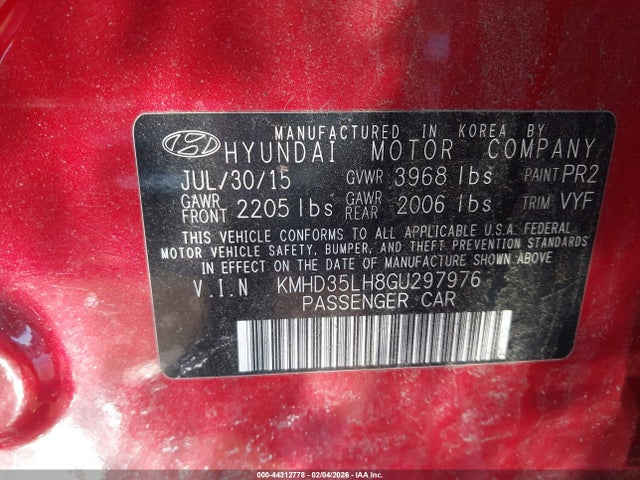 MANUFACTURED IN KOREA BY
HYUNDAI MOTOR COMPANY
JUL/30/15 GVWR 3968 lbs PAINT PR2
GAWR FRONT 2205 lbs GAWR REAR 2006 lbs TRIM VYF
THIS VEHICLE CONFORMS TO ALL APPLICABLE U.S.A. FEDERAL
MOTOR VEHICLE SAFETY, BUMPER, AND THEFT PREVENTION STANDARDS
IN EFFECT ON THE DATE OF MANUFACTURE SHOWN ABOVE.
V.I.N KMHD35LH8GU297976
PASSENGER CAR
000-44312778 - 02/04/2026 - IAA Inc.